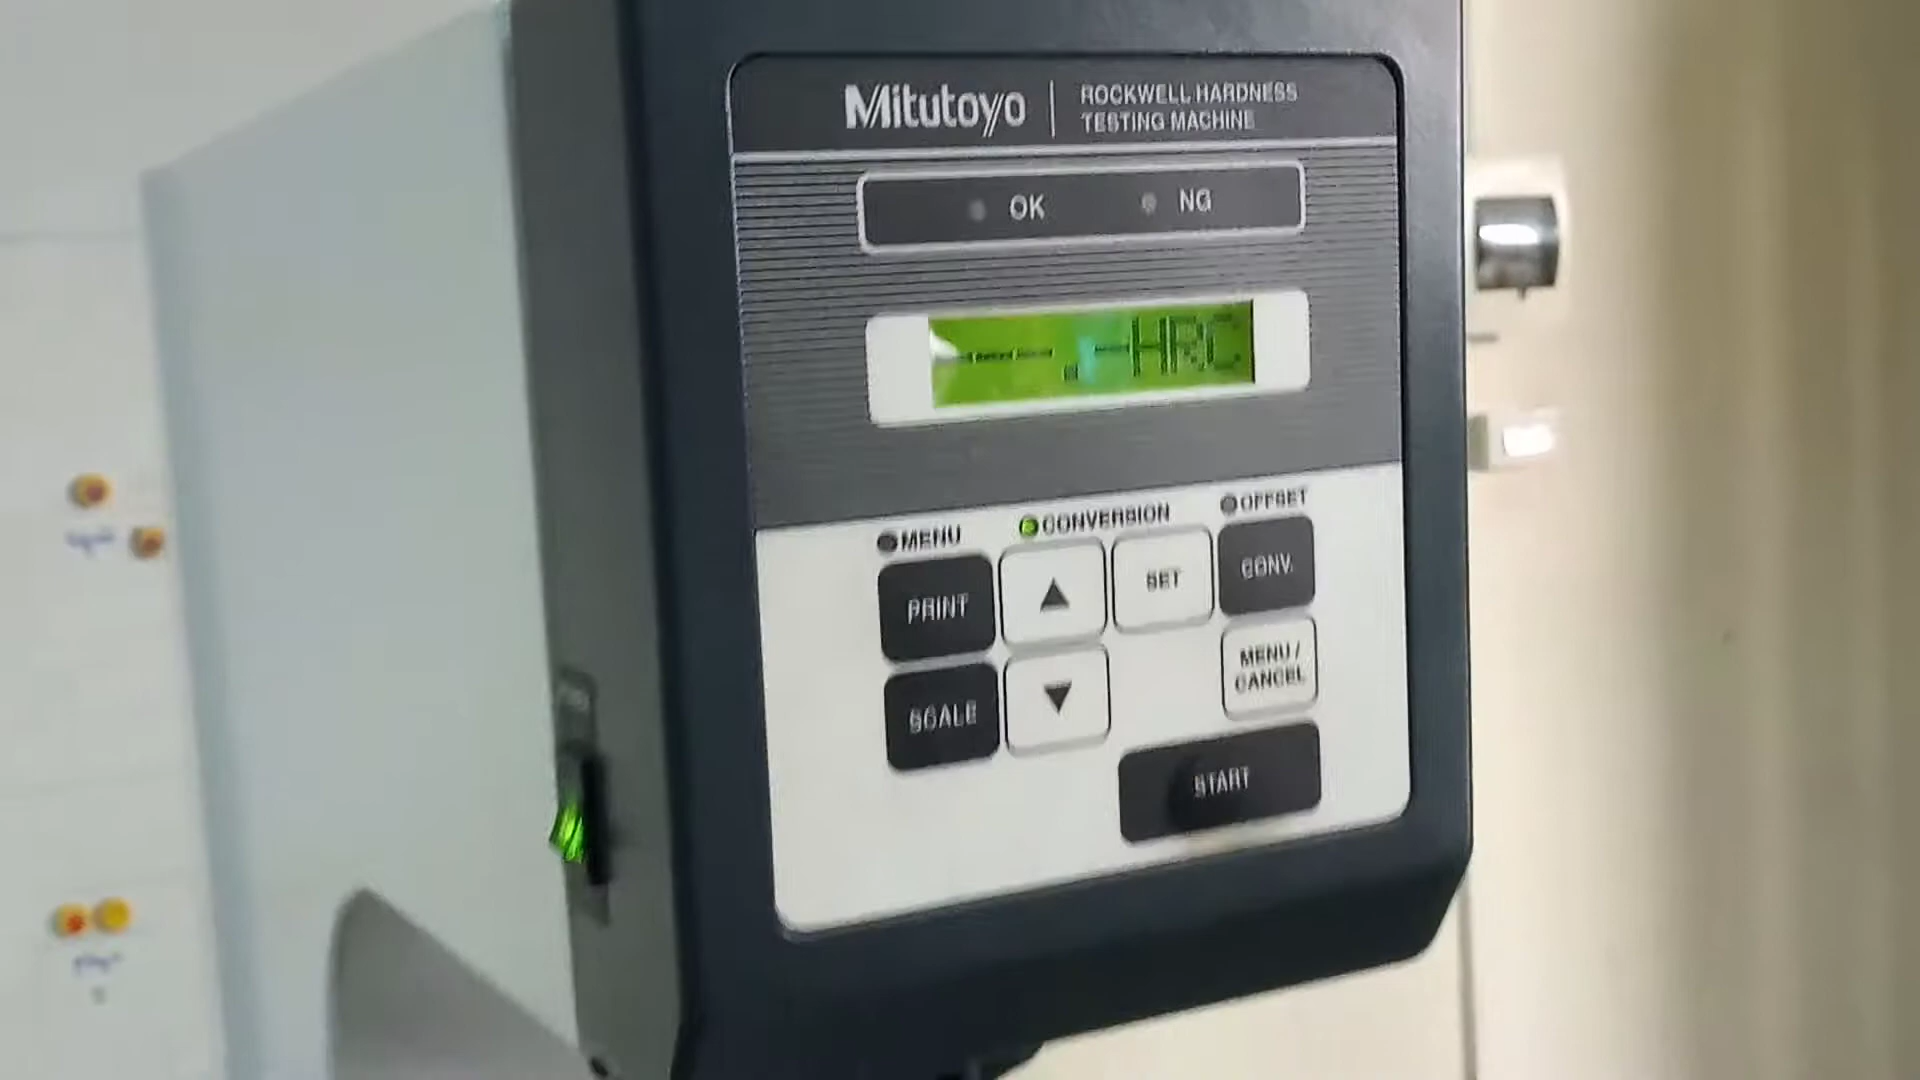 Mitutoyo
ROCKWELL HARDNESS
TESTING MACHINE
OK
NG
---.-HRC
MENU
CONVERSION
OFFSET
PRINT
▲
SET
CONV.
SCALE
▼
MENU /
CANCEL
START